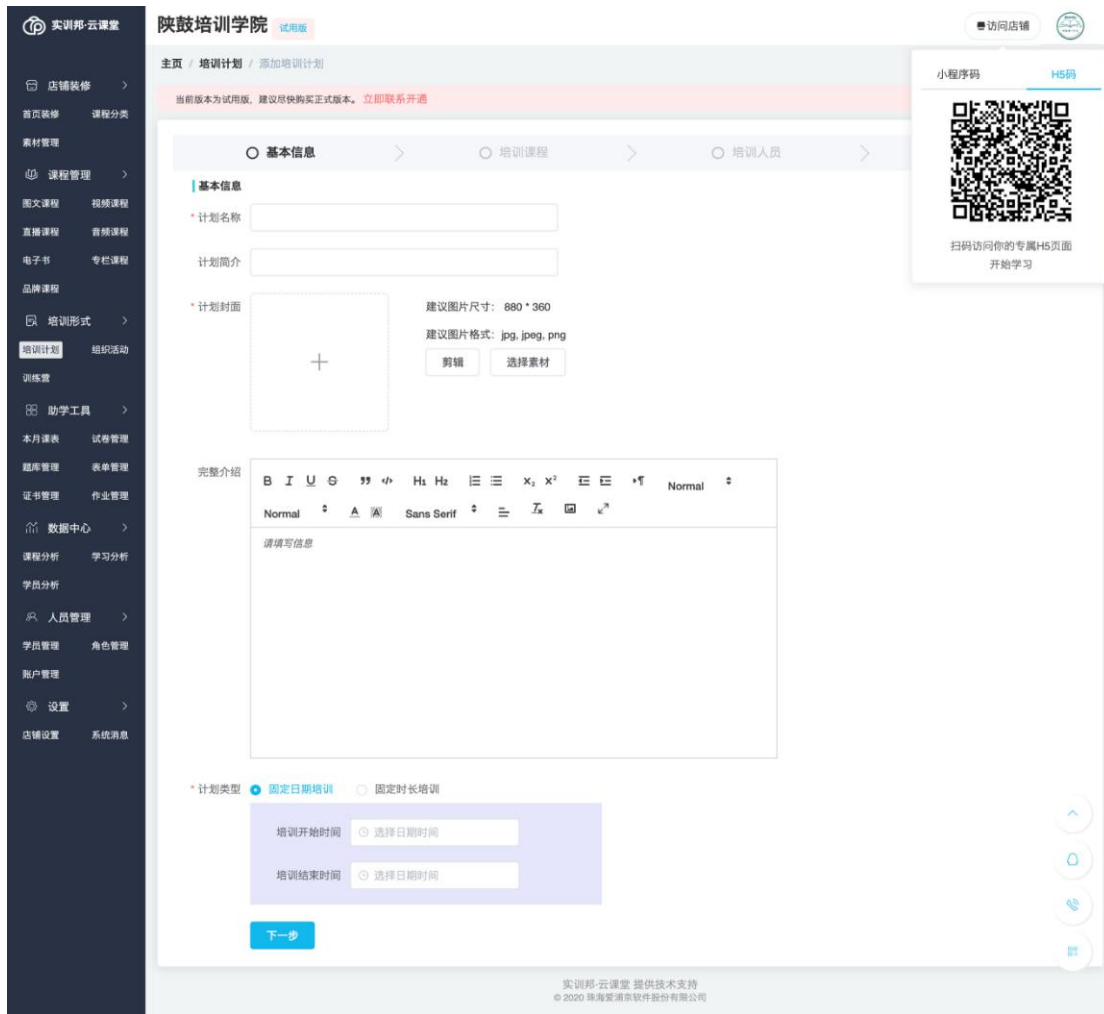 实训邦·云课堂
陕鼓培训学院 试用版
访问店铺
主页 / 培训计划 / 添加培训计划
当前版本为试用版，建议尽快购买正式版本。 立即联系开通
小程序码 H5码
扫码访问你的专属H5页面
开始学习
店铺装修
首页装修 课程分类
素材管理
课程管理
图文课程 视频课程
直播课程 音频课程
电子书 专栏课程
品牌课程
培训形式
培训计划 组织活动
训练营
助学工具
本月课表 试卷管理
题库管理 表单管理
证书管理 作业管理
数据中心
课程分析 学习分析
学员分析
人员管理
学员管理 角色管理
账户管理
设置
店铺设置 系统消息
基本信息 培训课程 培训人员
基本信息
* 计划名称
计划简介
* 计划封面
建议图片尺寸： 880 * 360
建议图片格式: jpg, jpeg, png
剪辑 选择素材
完整介绍
B I U S H1 H2 X2 X2 Normal
Normal A A Sans Serif Tx
请填写信息
* 计划类型 固定日期培训 固定时长培训
培训开始时间 选择日期时间
培训结束时间 选择日期时间
下一步
实训邦·云课堂 提供技术支持
© 2020 珠海爱浦京软件股份有限公司